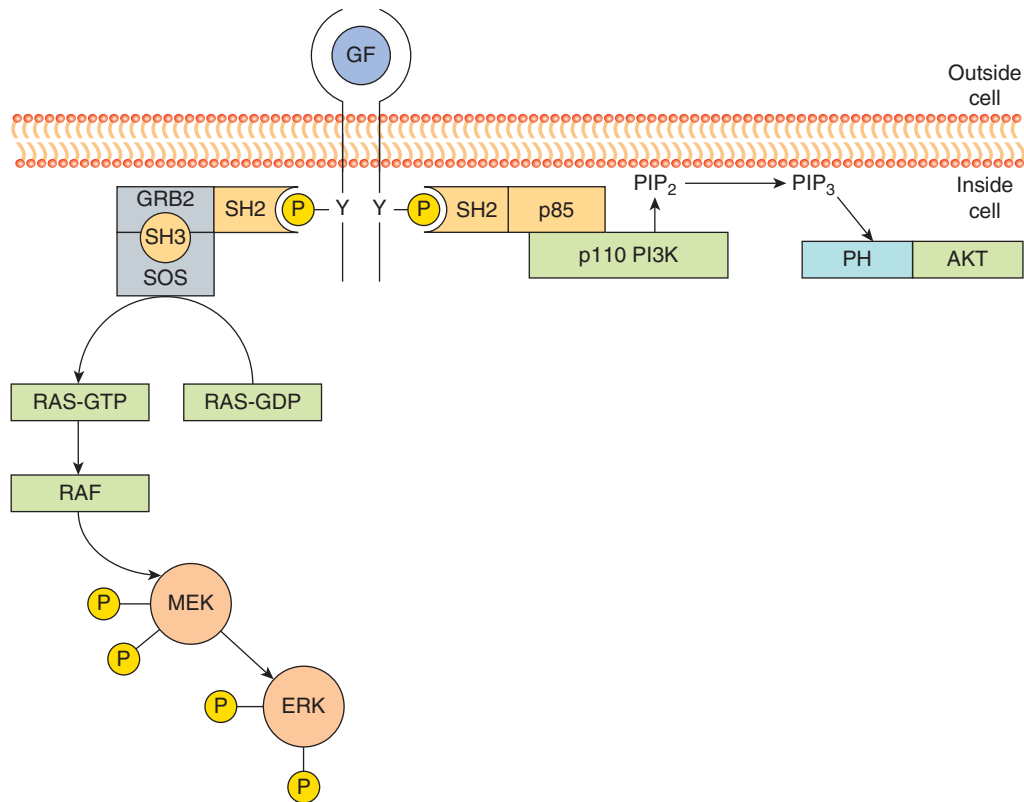 GF
Outside
cell
Inside
cell
PIP₂
PIP₃
GRB2
SH2
P
Y
Y
P
SH2
p85
SH3
SOS
p110 PI3K
PH
AKT
RAS-GTP
RAS-GDP
RAF
MEK
P
P
ERK
P
P